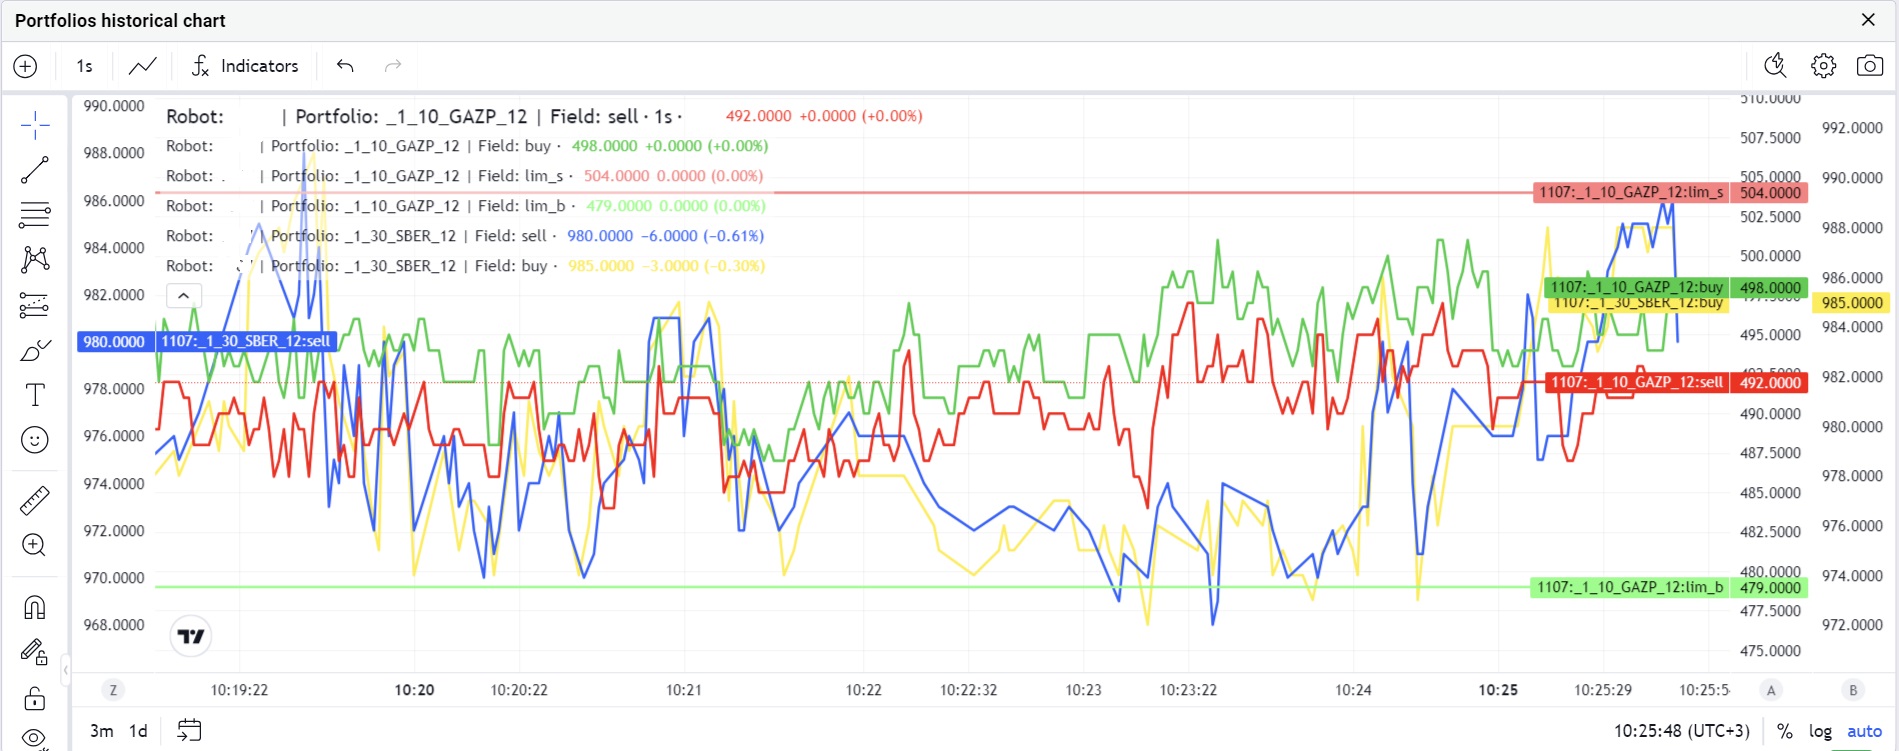 Portfolios historical chart
1s Indicators
Robot: | Portfolio: _1_10_GAZP_12 | Field: sell · 1s · 492.0000 +0.0000 (+0.00%)
Robot: | Portfolio: _1_10_GAZP_12 | Field: buy · 498.0000 +0.0000 (+0.00%)
Robot: | Portfolio: _1_10_GAZP_12 | Field: lim_s · 504.0000 0.0000 (0.00%)
Robot: | Portfolio: _1_10_GAZP_12 | Field: lim_b · 479.0000 0.0000 (0.00%)
Robot: | Portfolio: _1_30_SBER_12 | Field: sell · 980.0000 −6.0000 (−0.61%)
Robot: | Portfolio: _1_30_SBER_12 | Field: buy · 985.0000 −3.0000 (−0.30%)
990.0000
988.0000
986.0000
984.0000
982.0000
980.0000 1107:_1_30_SBER_12:sell
978.0000
976.0000
974.0000
972.0000
970.0000
968.0000
1107:_1_10_GAZP_12:lim_s 504.0000
1107:_1_10_GAZP_12:buy 498.0000
1107:_1_30_SBER_12:buy 985.0000
1107:_1_10_GAZP_12:sell 492.0000
1107:_1_10_GAZP_12:lim_b 479.0000
510.0000
507.5000
505.0000
502.5000
500.0000
495.0000
490.0000
487.5000
485.0000
482.5000
480.0000
477.5000
475.0000
992.0000
990.0000
988.0000
986.0000
984.0000
982.0000
980.0000
978.0000
976.0000
974.0000
972.0000
Z 10:19:22 10:20 10:20:22 10:21 10:22 10:22:32 10:23 10:23:22 10:24 10:25 10:25:29 10:25:5 A B
3m 1d 10:25:48 (UTC+3) % log auto